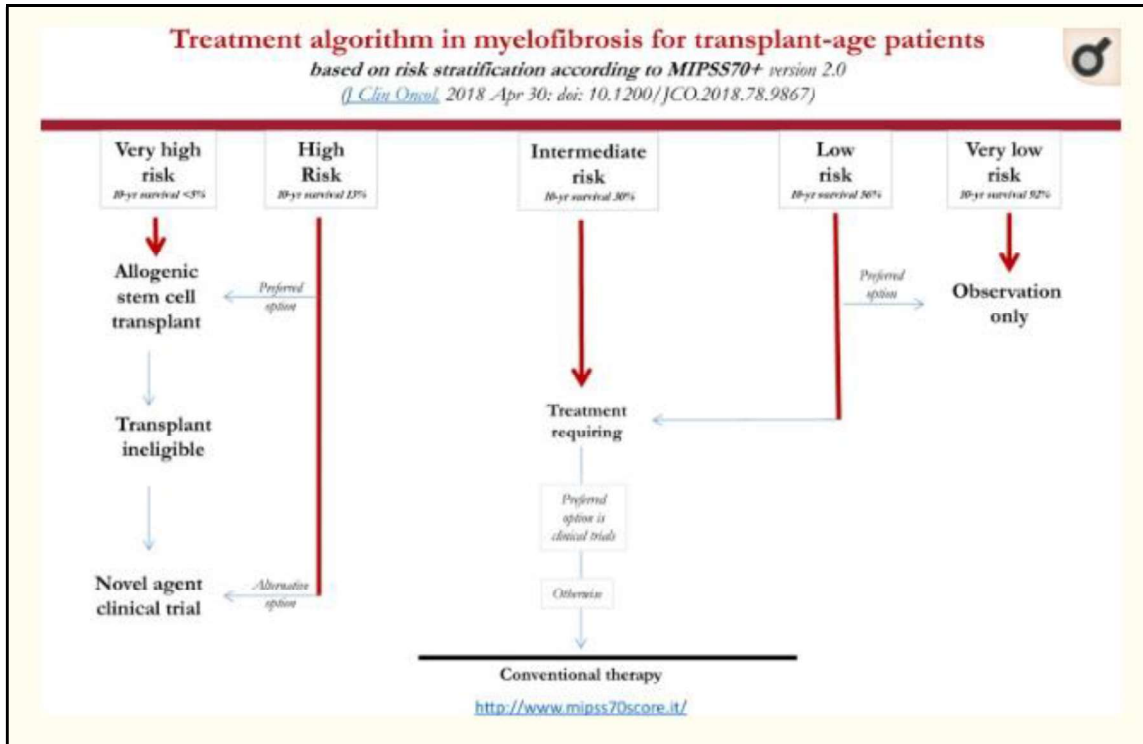 Treatment algorithm in myelofibrosis for transplant-age patients
based on risk stratification according to MIPSS70+ version 2.0
(J Clin Oncol. 2018 Apr 30: doi: 10.1200/JCO.2018.78.9867)
Very high
risk
10-yr survival <5%
High
Risk
10-yr survival 13%
Intermediate
risk
10-yr survival 30%
Low
risk
10-yr survival 56%
Very low
risk
10-yr survival 92%
Allogenic
stem cell
transplant
Preferred
option
Preferred
option
Observation
only
Transplant
ineligible
Treatment
requiring
Preferred
option is
clinical trials
Novel agent
clinical trial
Alternative
option
Otherwise
Conventional therapy
http://www.mipss70score.it/